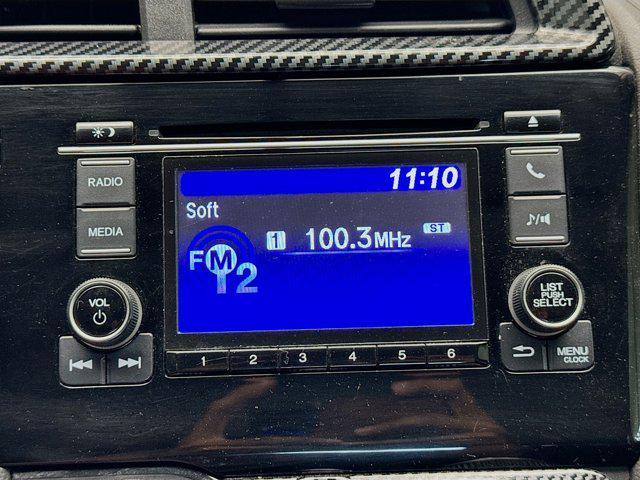 11:10
RADIO
Soft
MEDIA
1 100.3MHz ST
FM
2
VOL
LIST
PUSH
SELECT
1 2 3 4 5 6
MENU
CLOCK